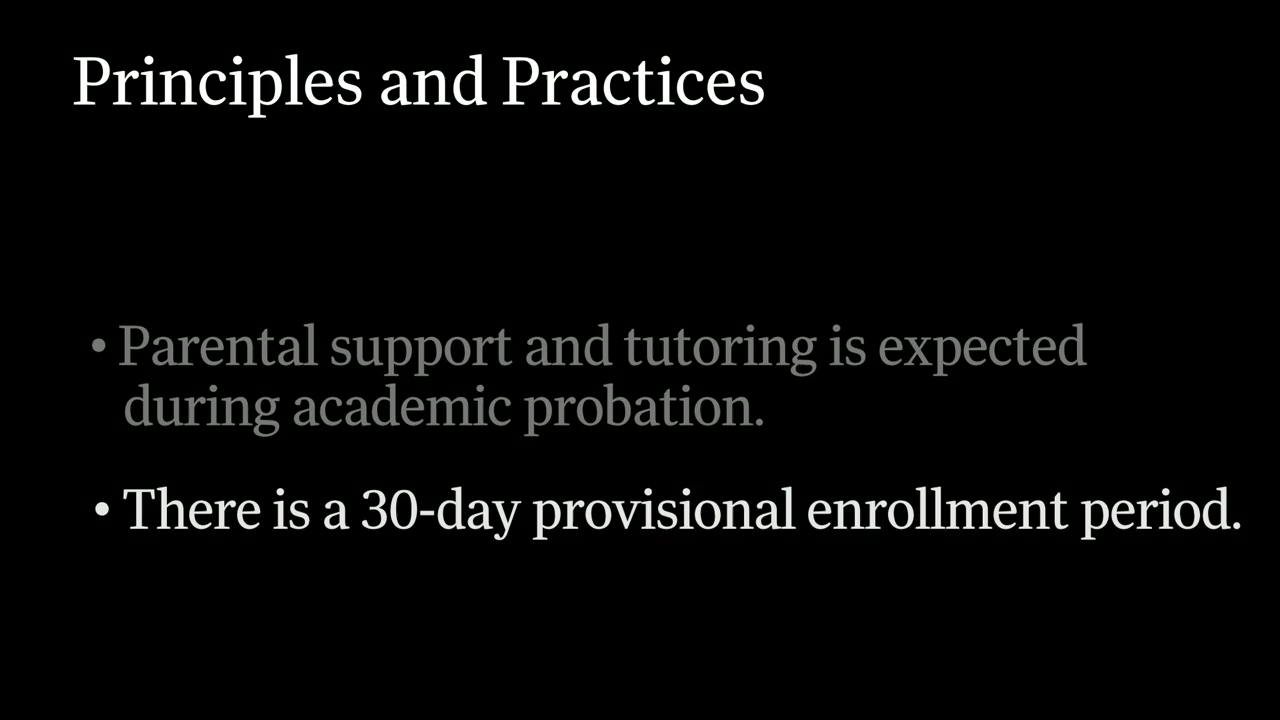 Principles and Practices
• Parental support and tutoring is expected
during academic probation.
• There is a 30-day provisional enrollment period.